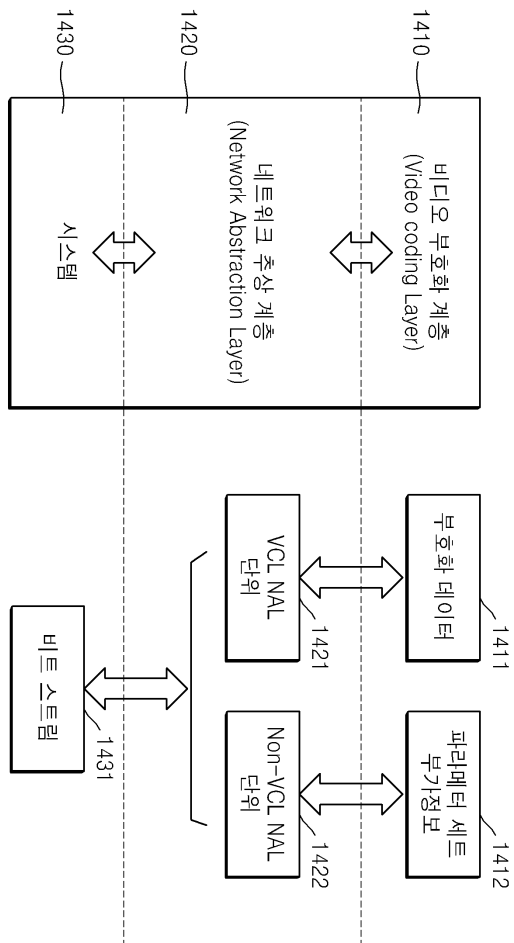 1410
비디오 부호화 계층
(Video coding Layer)
1420
네트워크 추상 계층
(Network Abstraction Layer)
1430
시스템
부호화 데이터
1411
파라메터 세트
부가정보
1412
VCL NAL
단위
1421
Non-VCL NAL
단위
1422
비트 스트림
1431